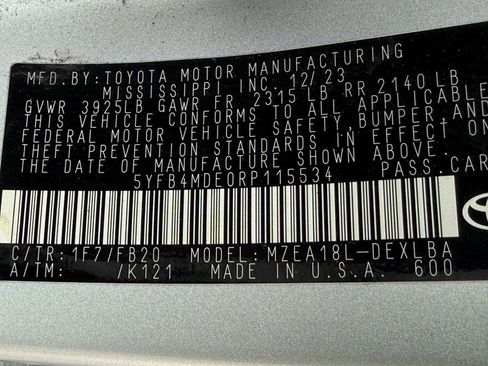 MFD.BY: TOYOTA MOTOR MANUFACTURING
MISSISSIPPI INC. 12/23
GVWR 3925LB GAWR FR 2315 LB RR 2140LB
THIS VEHICLE CONFORMS TO ALL APPLICABLE
FEDERAL MOTOR VEHICLE SAFETY, BUMPER, AND
THEFT PREVENTION STANDARDS IN EFFECT ON
THE DATE OF MANUFACTURE SHOWN ABOVE.
5YFB4MDE0RP115534 PASS.CAR
C/TR: 1F7/FB20 MODEL: MZEA18L-DEXLBA
A/TM: /K121 MADE IN U.S.A. 600